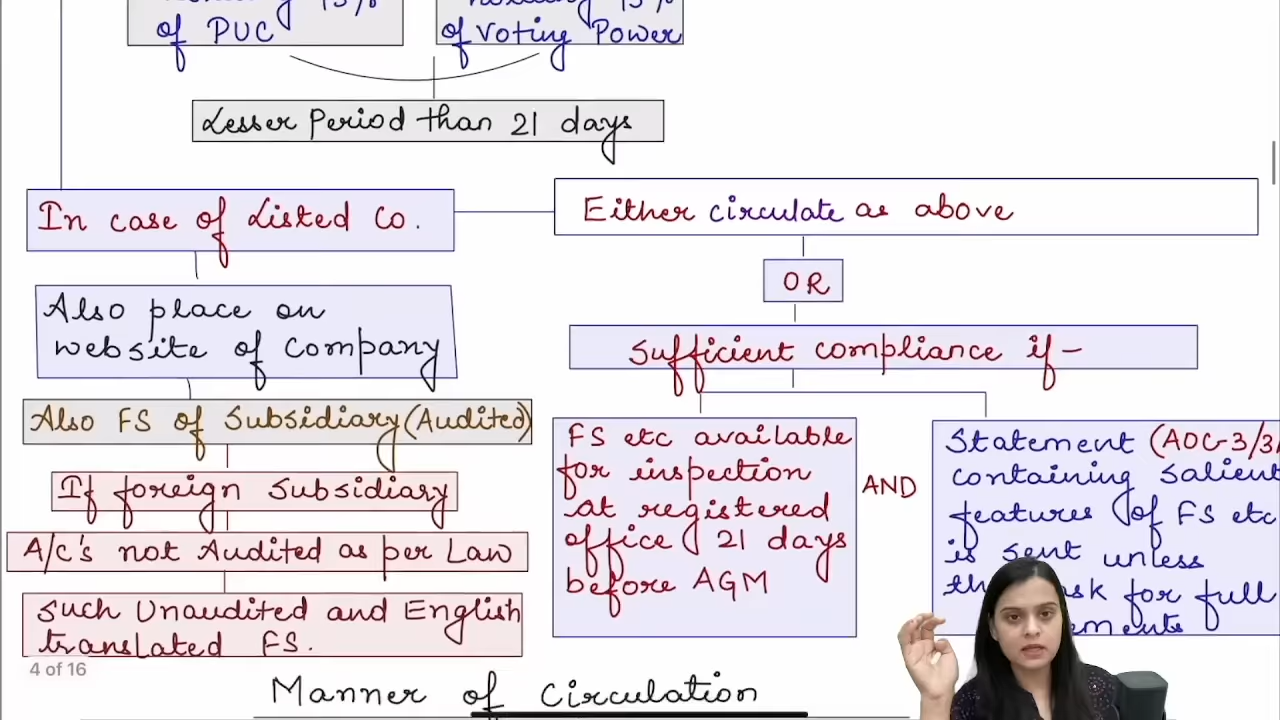 of PUC
of Voting Power
Lesser Period than 21 days
In case of Listed Co.
Either circulate as above
OR
Also place on
website of company
Sufficient compliance if-
Also FS of Subsidiary (Audited)
If foreign Subsidiary
A/c's not Audited as per Law
Such Unaudited and English
translated FS.
FS etc available
for inspection
at registered
office 21 days
before AGM
AND
Statement (AOC-3/3
containing salient
features of FS etc
is sent unless
ask for full
4 of 16
Manner of Circulation